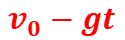 v₀ − gt